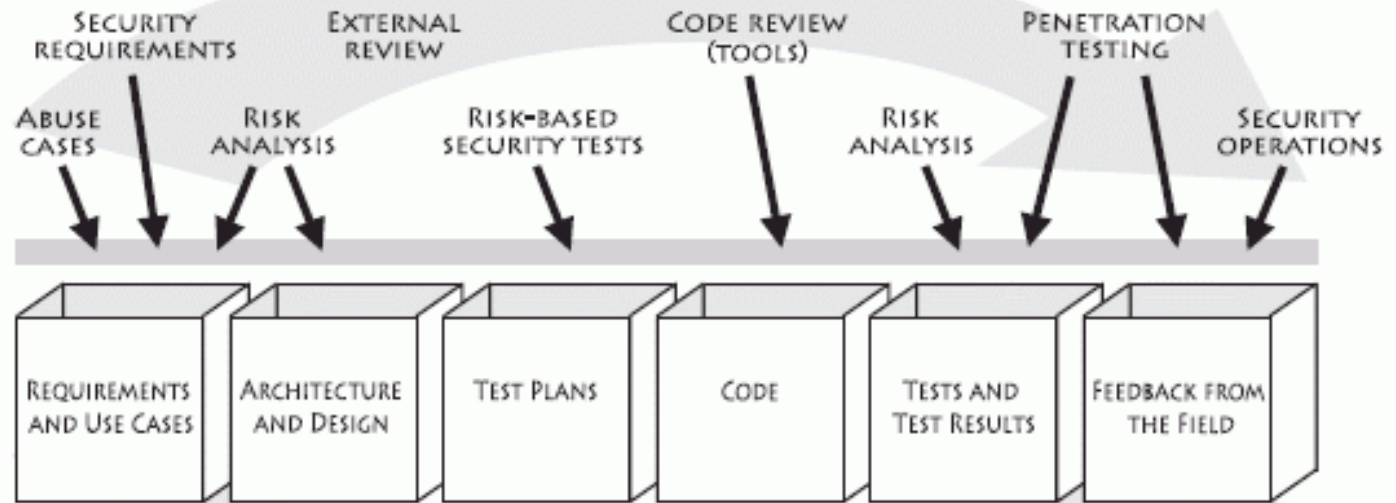 SECURITY
REQUIREMENTS
EXTERNAL
REVIEW
CODE REVIEW
(TOOLS)
PENETRATION
TESTING
ABUSE
CASES
RISK
ANALYSIS
RISK-BASED
SECURITY TESTS
RISK
ANALYSIS
SECURITY
OPERATIONS
REQUIREMENTS
AND USE CASES
ARCHITECTURE
AND DESIGN
TEST PLANS
CODE
TESTS AND
TEST RESULTS
FEEDBACK FROM
THE FIELD